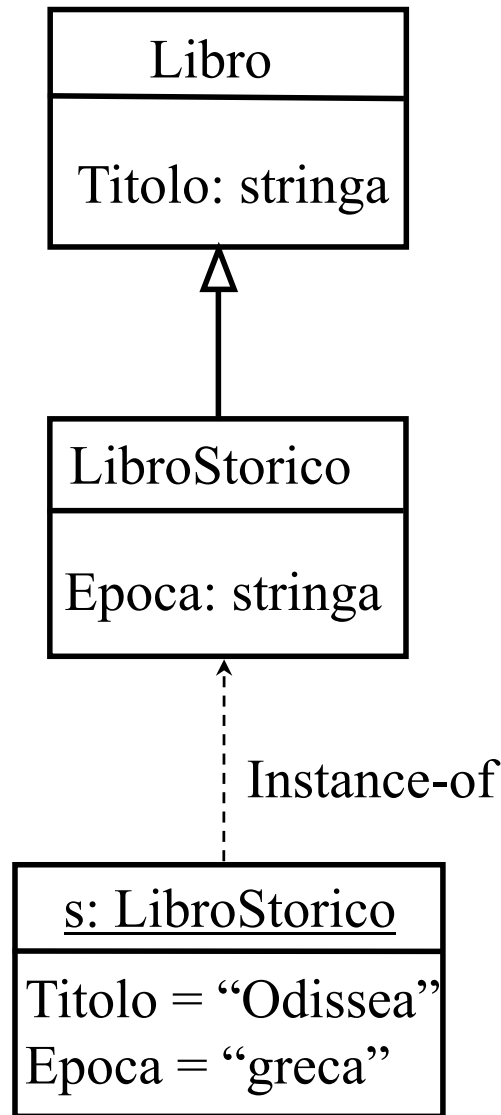 Libro
Titolo: stringa
LibroStorico
Epoca: stringa
Instance-of
s: LibroStorico
Titolo = “Odissea”
Epoca = “greca”